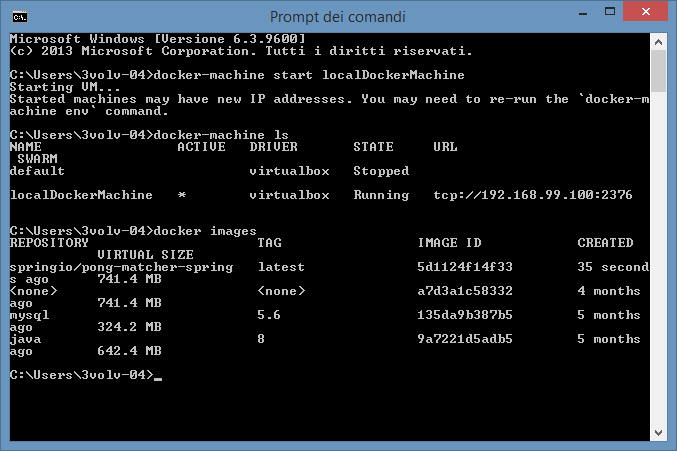 Prompt dei comandi
Microsoft Windows [Versione 6.3.9600]
(c) 2013 Microsoft Corporation. Tutti i diritti riservati.

C:\Users\3volv-04>docker-machine start localDockerMachine
Starting VM...
Started machines may have new IP addresses. You may need to re-run the `docker-m
achine env` command.

C:\Users\3volv-04>docker-machine ls
NAME                 ACTIVE   DRIVER       STATE     URL
 SWARM
default                       virtualbox   Stopped

localDockerMachine   *        virtualbox   Running   tcp://192.168.99.100:2376


C:\Users\3volv-04>docker images
REPOSITORY                     TAG                 IMAGE ID            CREATED
           VIRTUAL SIZE
springio/pong-matcher-spring   latest              5d1124f14f33        35 second
s ago      741.4 MB
<none>                         <none>              a7d3a1c58332        4 months
ago        741.4 MB
mysql                          5.6                 135da9b387b5        5 months
ago        324.2 MB
java                           8                   9a7221d5adb5        5 months
ago        642.4 MB

C:\Users\3volv-04>_